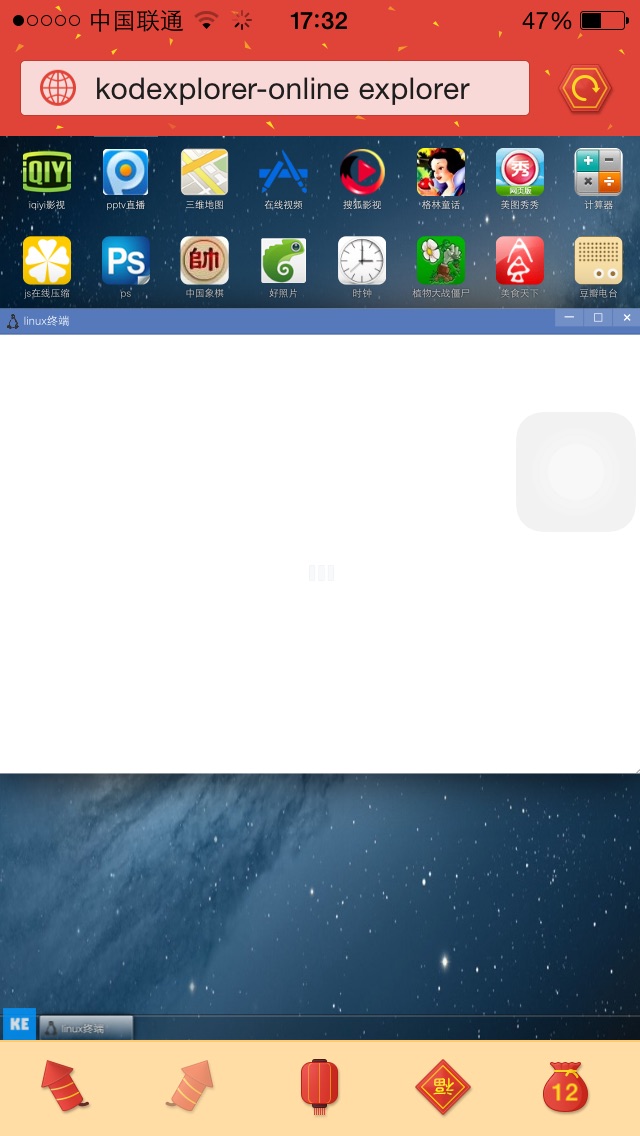 中国联通 17:32 47%
kodexplorer-online explorer
iQIYI 秀 网页版
iqiyi影视 pptv直播 三维地图 在线视频 搜狐影视 格林童话 美图秀秀 计算器
Ps 帥
js在线压缩 ps 中国象棋 好照片 时钟 植物大战僵尸 美食天下 豆瓣电台
linux终端
KE linux终端
福 12